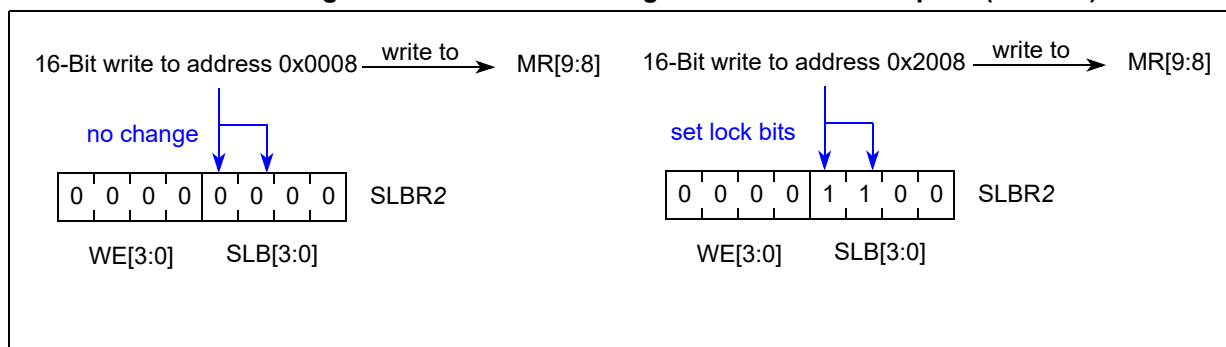 16-Bit write to address 0x0008 write to MR[9:8]
no change
0 0 0 0 0 0 0 0 SLBR2
WE[3:0] SLB[3:0]
16-Bit write to address 0x2008 write to MR[9:8]
set lock bits
0 0 0 0 1 1 0 0 SLBR2
WE[3:0] SLB[3:0]